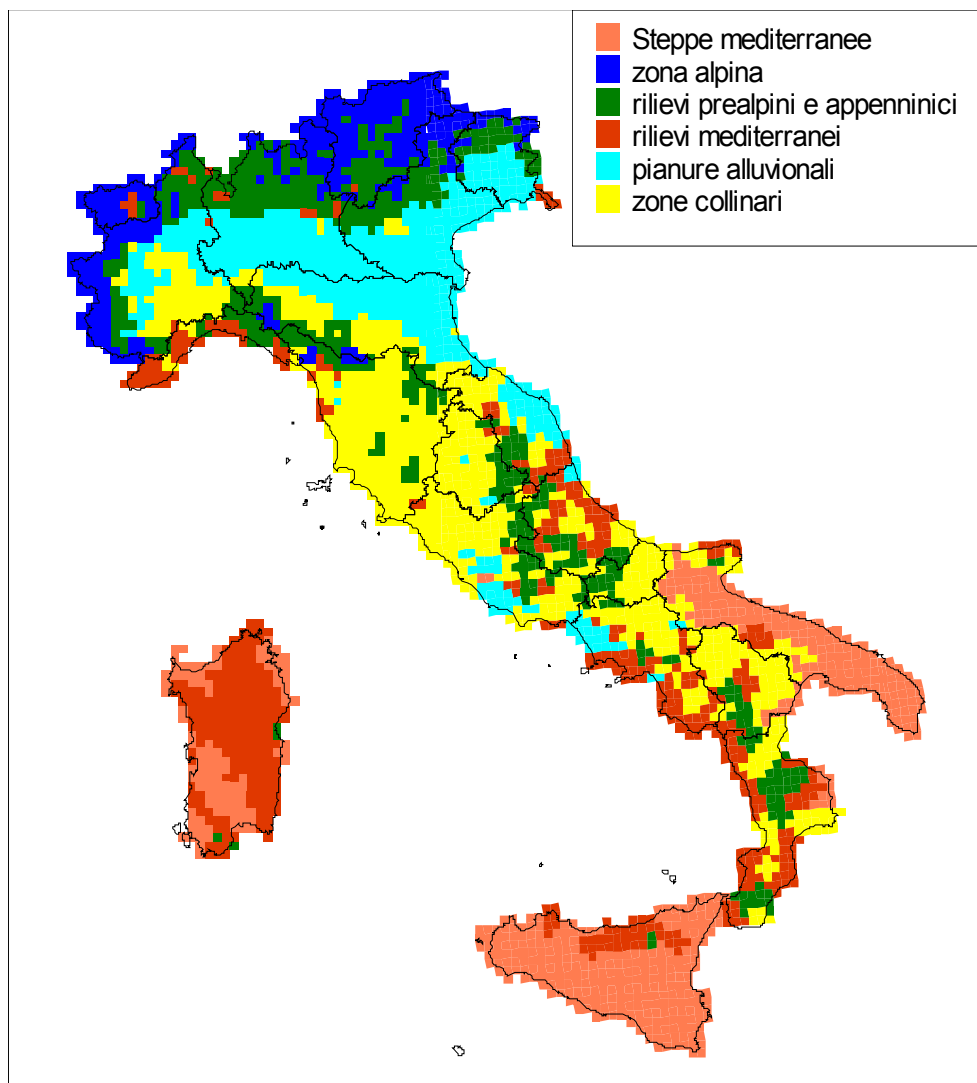 Steppe mediterranee
zona alpina
rilievi prealpini e appenninici
rilievi mediterranei
pianure alluvionali
zone collinari